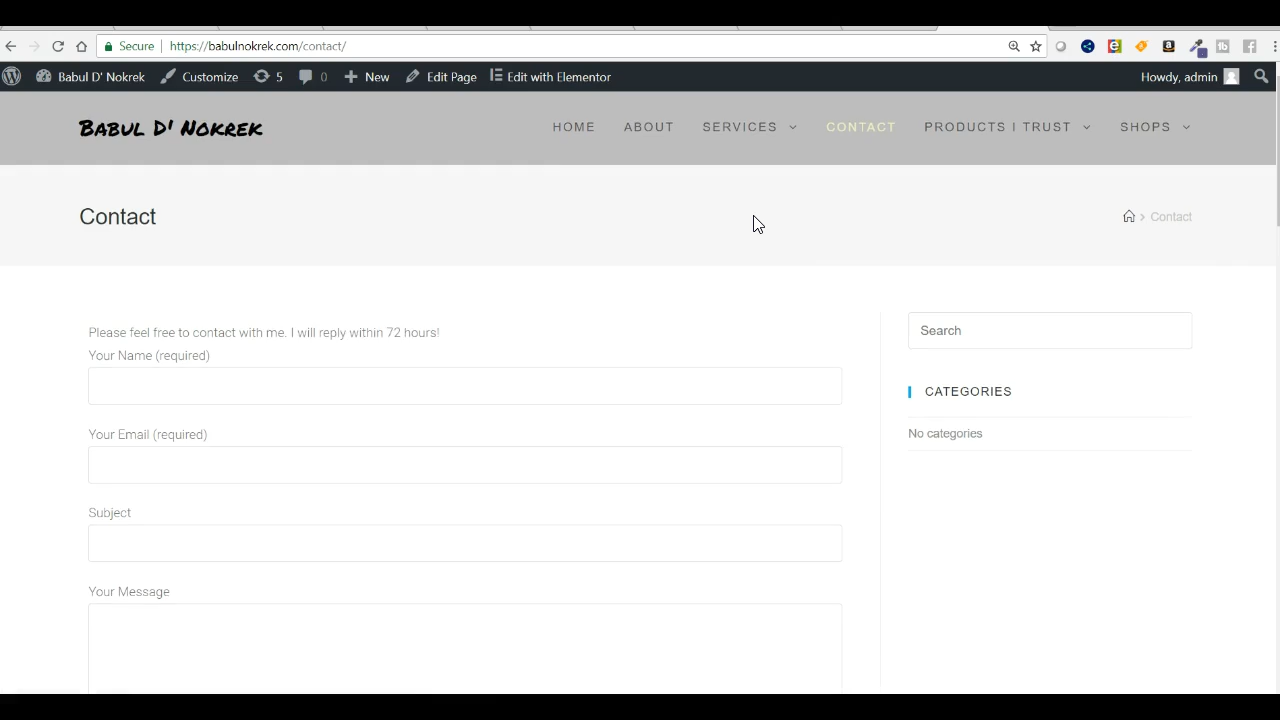 Secure https://babulnokrek.com/contact/
Babul D' Nokrek Customize 5 0 New Edit Page Edit with Elementor Howdy, admin
Babul D' Nokrek
HOME ABOUT SERVICES CONTACT PRODUCTS I TRUST SHOPS
Contact
Contact
Please feel free to contact with me. I will reply within 72 hours!
Your Name (required)
Your Email (required)
Subject
Your Message
Search
CATEGORIES
No categories